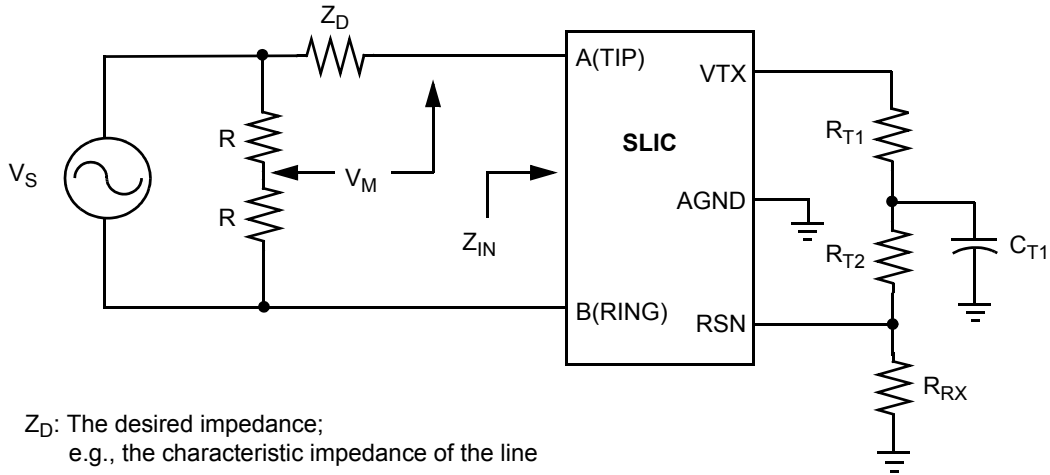 Z_D
A(TIP)
VTX
R
SLIC
R_T1
V_S
V_M
AGND
R
Z_IN
R_T2
C_T1
B(RING)
RSN
R_RX
Z_D: The desired impedance;
e.g., the characteristic impedance of the line